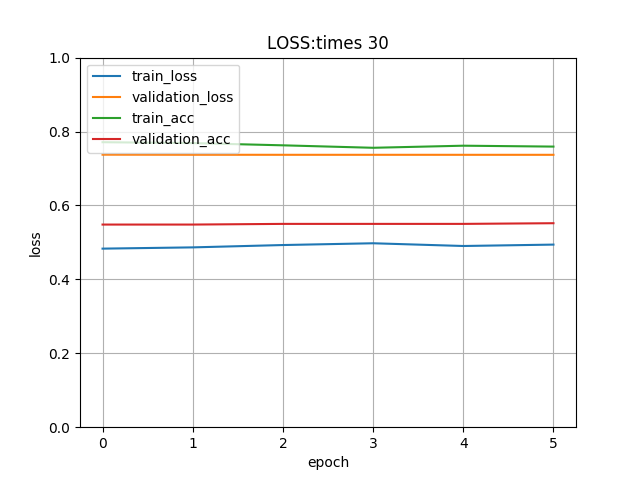 LOSS:times 30
train_loss
validation_loss
train_acc
validation_acc
1.0
0.8
0.6
0.4
0.2
0.0
loss
0 1 2 3 4 5
epoch